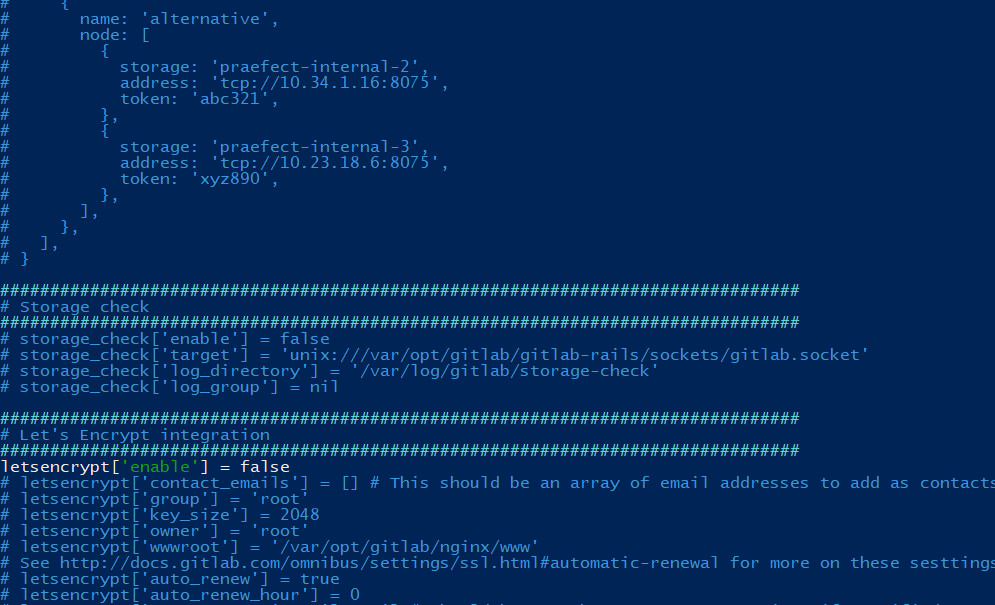 #     {
#       name: 'alternative',
#       node: [
#         {
#           storage: 'praefect-internal-2',
#           address: 'tcp://10.34.1.16:8075',
#           token: 'abc321',
#         },
#         {
#           storage: 'praefect-internal-3',
#           address: 'tcp://10.23.18.6:8075',
#           token: 'xyz890',
#         },
#       ],
#     },
#   ],
# }
################################################################################
# Storage check
################################################################################
# storage_check['enable'] = false
# storage_check['target'] = 'unix:///var/opt/gitlab/gitlab-rails/sockets/gitlab.socket'
# storage_check['log_directory'] = '/var/log/gitlab/storage-check'
# storage_check['log_group'] = nil
################################################################################
# Let's Encrypt integration
################################################################################
letsencrypt['enable'] = false
# letsencrypt['contact_emails'] = [] # This should be an array of email addresses to add as contacts
# letsencrypt['group'] = 'root'
# letsencrypt['key_size'] = 2048
# letsencrypt['owner'] = 'root'
# letsencrypt['wwwroot'] = '/var/opt/gitlab/nginx/www'
# See http://docs.gitlab.com/omnibus/settings/ssl.html#automatic-renewal for more on these sesttings
# letsencrypt['auto_renew'] = true
# letsencrypt['auto_renew_hour'] = 0